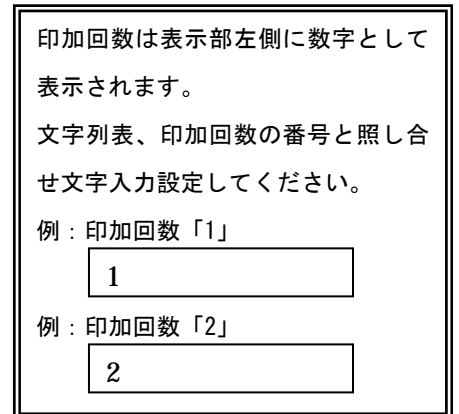 印加回数は表示部左側に数字として
表示されます。
文字列表、印加回数の番号と照し合
せ文字入力設定してください。
例：印加回数「1」
1
例：印加回数「2」
2